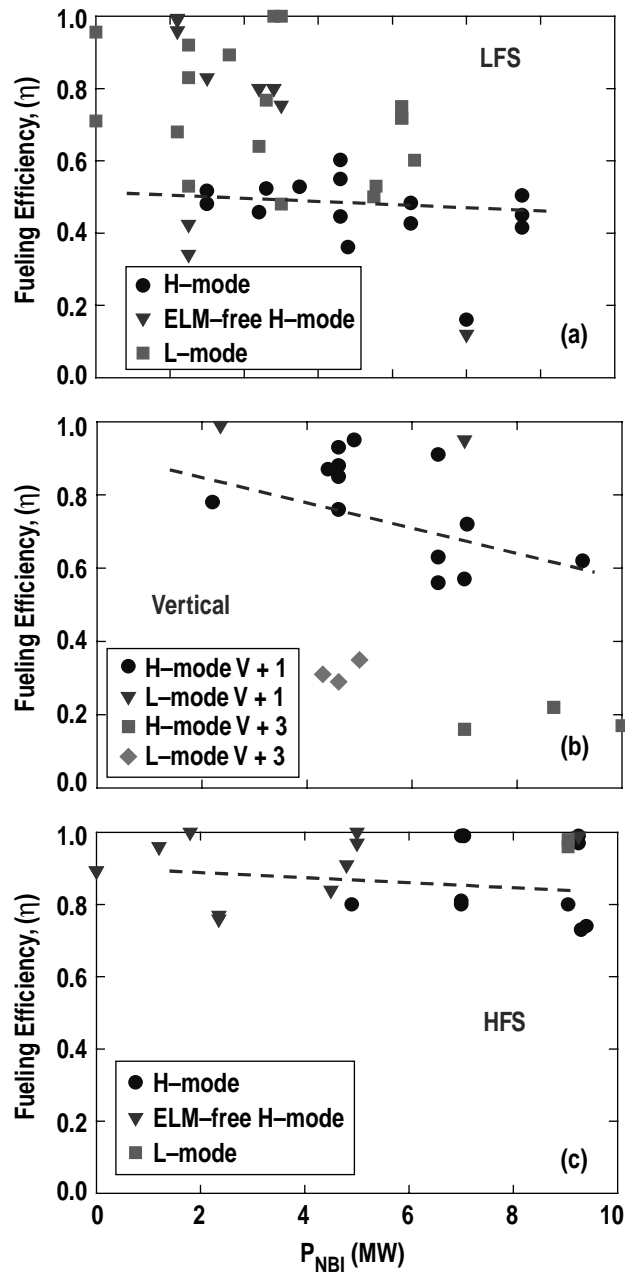 1.0
0.8
0.6
0.4
0.2
0.0
Fueling Efficiency, (η)
LFS
H–mode
ELM–free H–mode
L–mode
(a)
1.0
0.8
0.6
0.4
0.2
0.0
Fueling Efficiency, (η)
Vertical
H–mode V + 1
L–mode V + 1
H–mode V + 3
L–mode V + 3
(b)
1.0
0.8
0.6
0.4
0.2
0.0
Fueling Efficiency, (η)
HFS
H–mode
ELM–free H–mode
L–mode
(c)
0 2 4 6 8 10
P_NBI (MW)